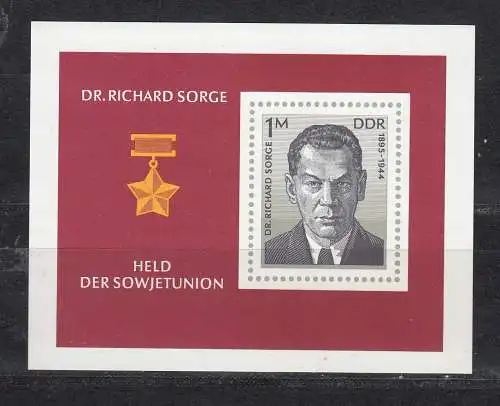 DR. RICHARD SORGE
HELD
DER SOWJETUNION
1M DDR
DR. RICHARD SORGE
1895-1944